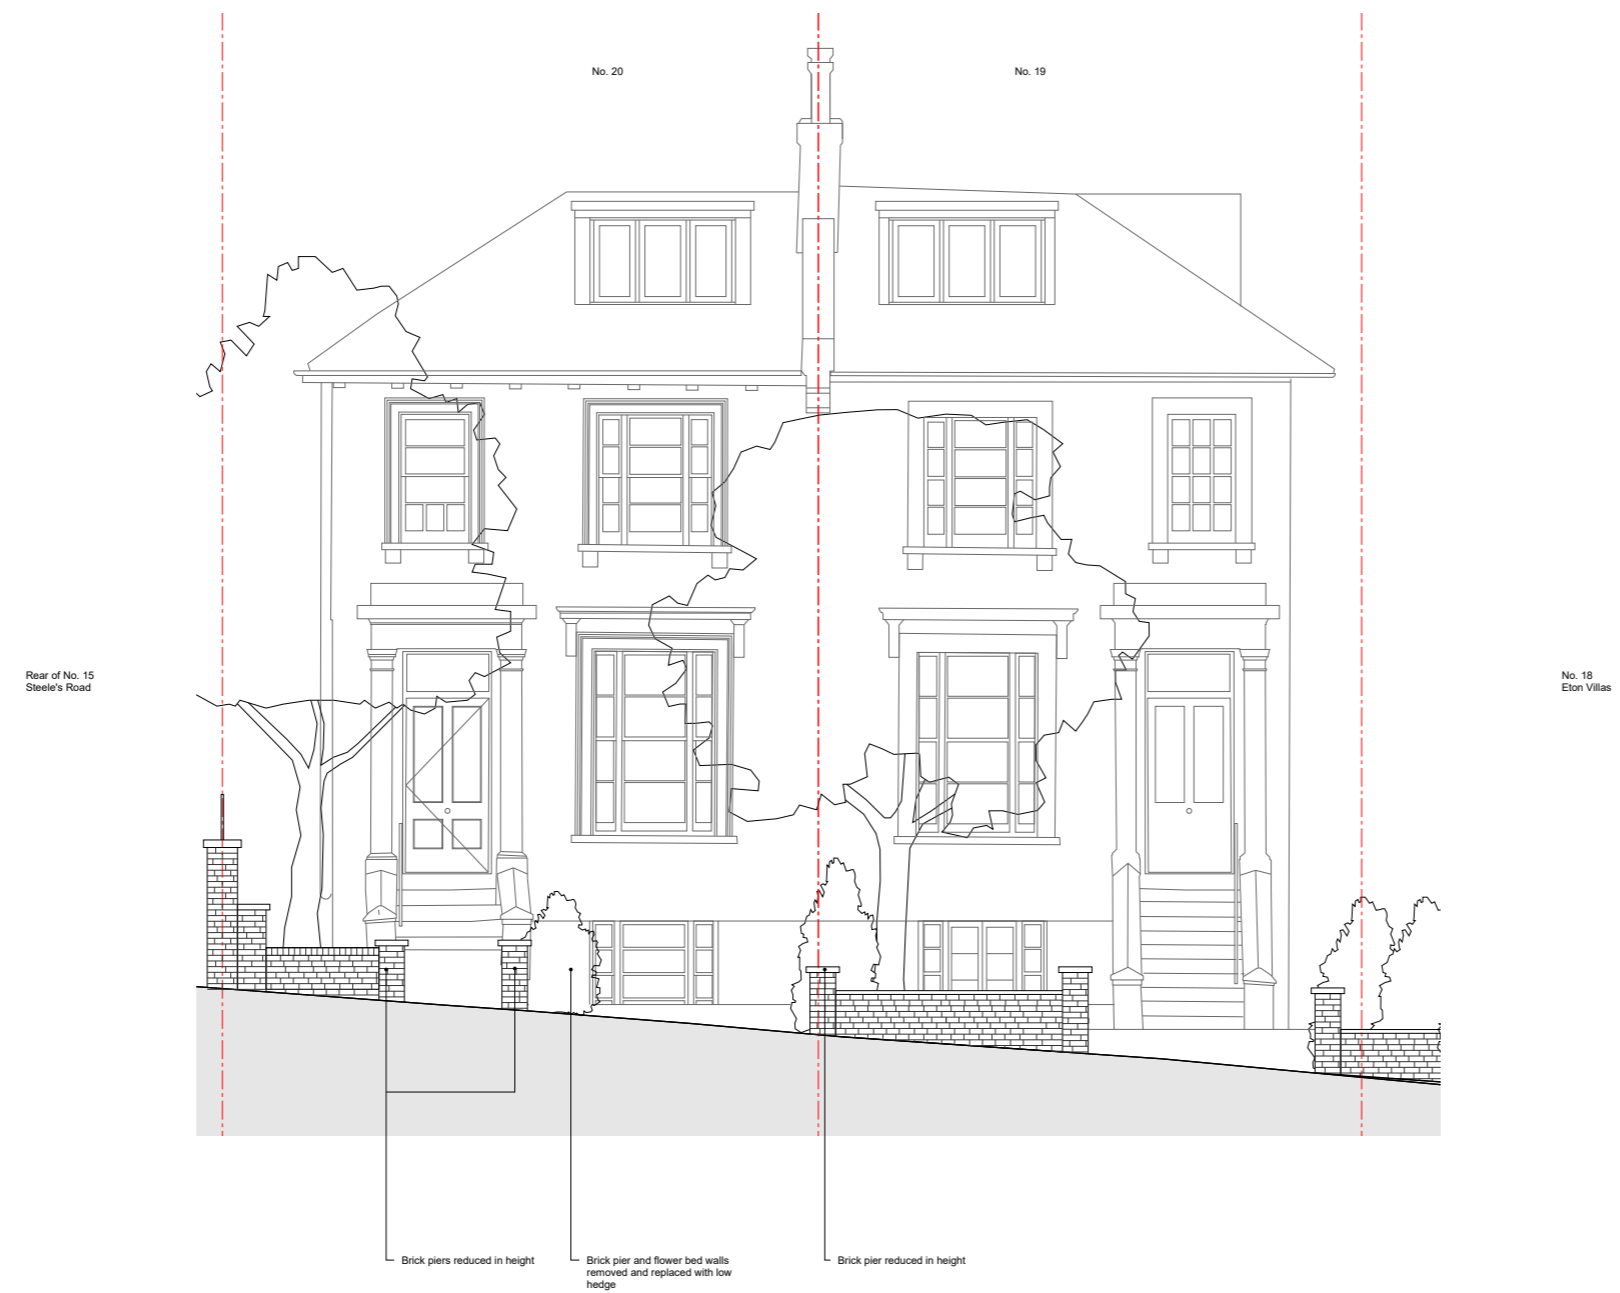 No. 20
No. 19
Rear of No. 15
Steele's Road
No. 18
Eton Villas
Brick piers reduced in height
Brick pier and flower bed walls
removed and replaced with low
hedge
Brick pier reduced in height